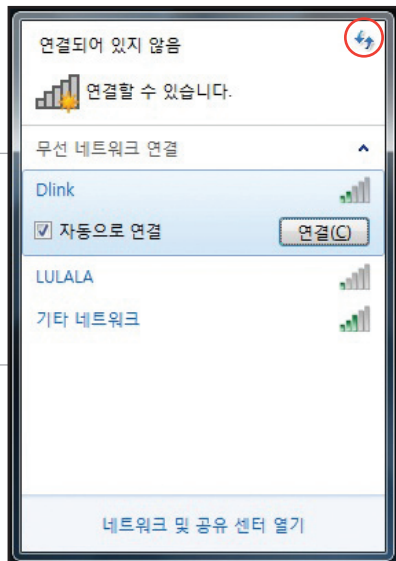 연결되어 있지 않음
연결할 수 있습니다.
무선 네트워크 연결
Dlink
자동으로 연결 연결(C)
LULALA
기타 네트워크
네트워크 및 공유 센터 열기